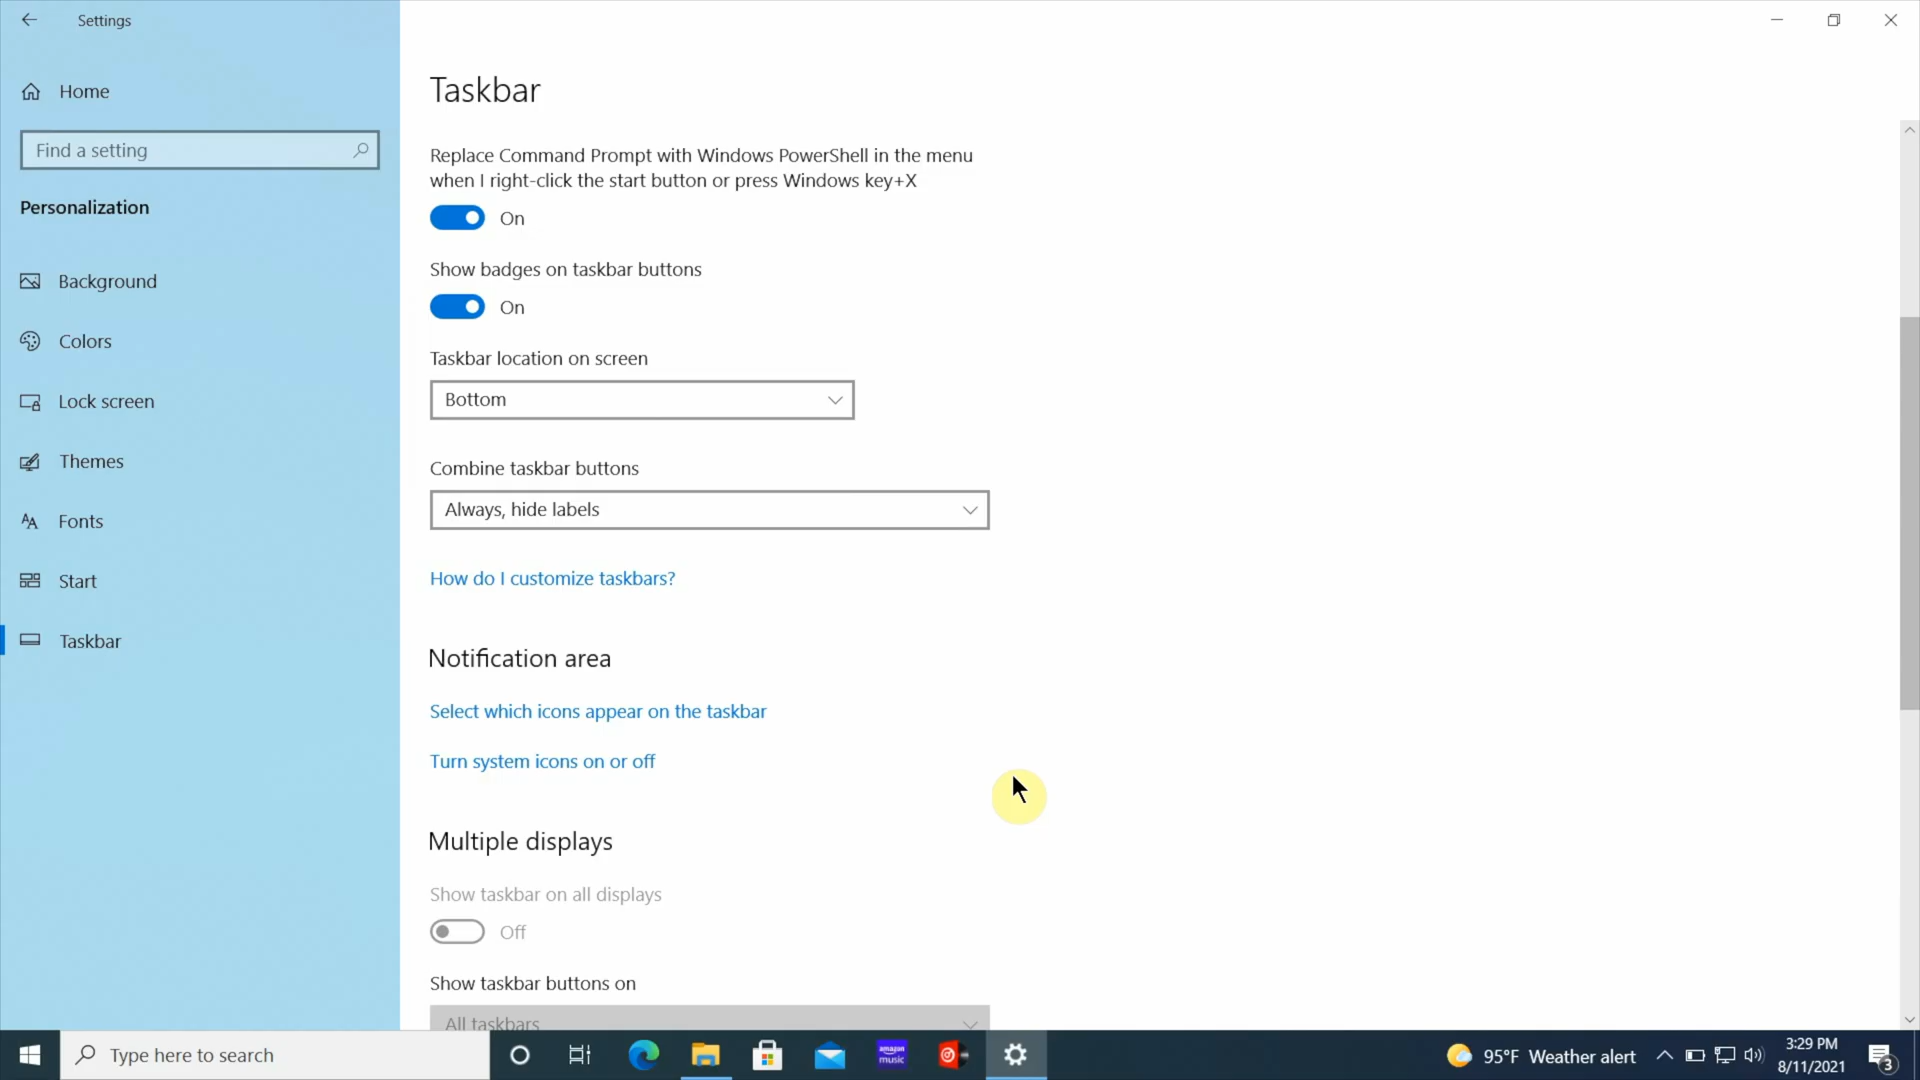 Settings
Home
Find a setting
Personalization
Background
Colors
Lock screen
Themes
Fonts
Start
Taskbar
Taskbar
Replace Command Prompt with Windows PowerShell in the menu
when I right-click the start button or press Windows key+X
On
Show badges on taskbar buttons
On
Taskbar location on screen
Bottom
Combine taskbar buttons
Always, hide labels
How do I customize taskbars?
Notification area
Select which icons appear on the taskbar
Turn system icons on or off
Multiple displays
Show taskbar on all displays
Off
Show taskbar buttons on
All taskbars
Type here to search
amazon
music
95°F Weather alert
3:29 PM
8/11/2021
3